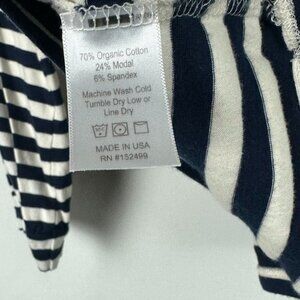 70% Organic Cotton
24% Modal
6% Spandex
Machine Wash Cold
Tumble Dry Low or
Line Dry
MADE IN USA
RN #152499